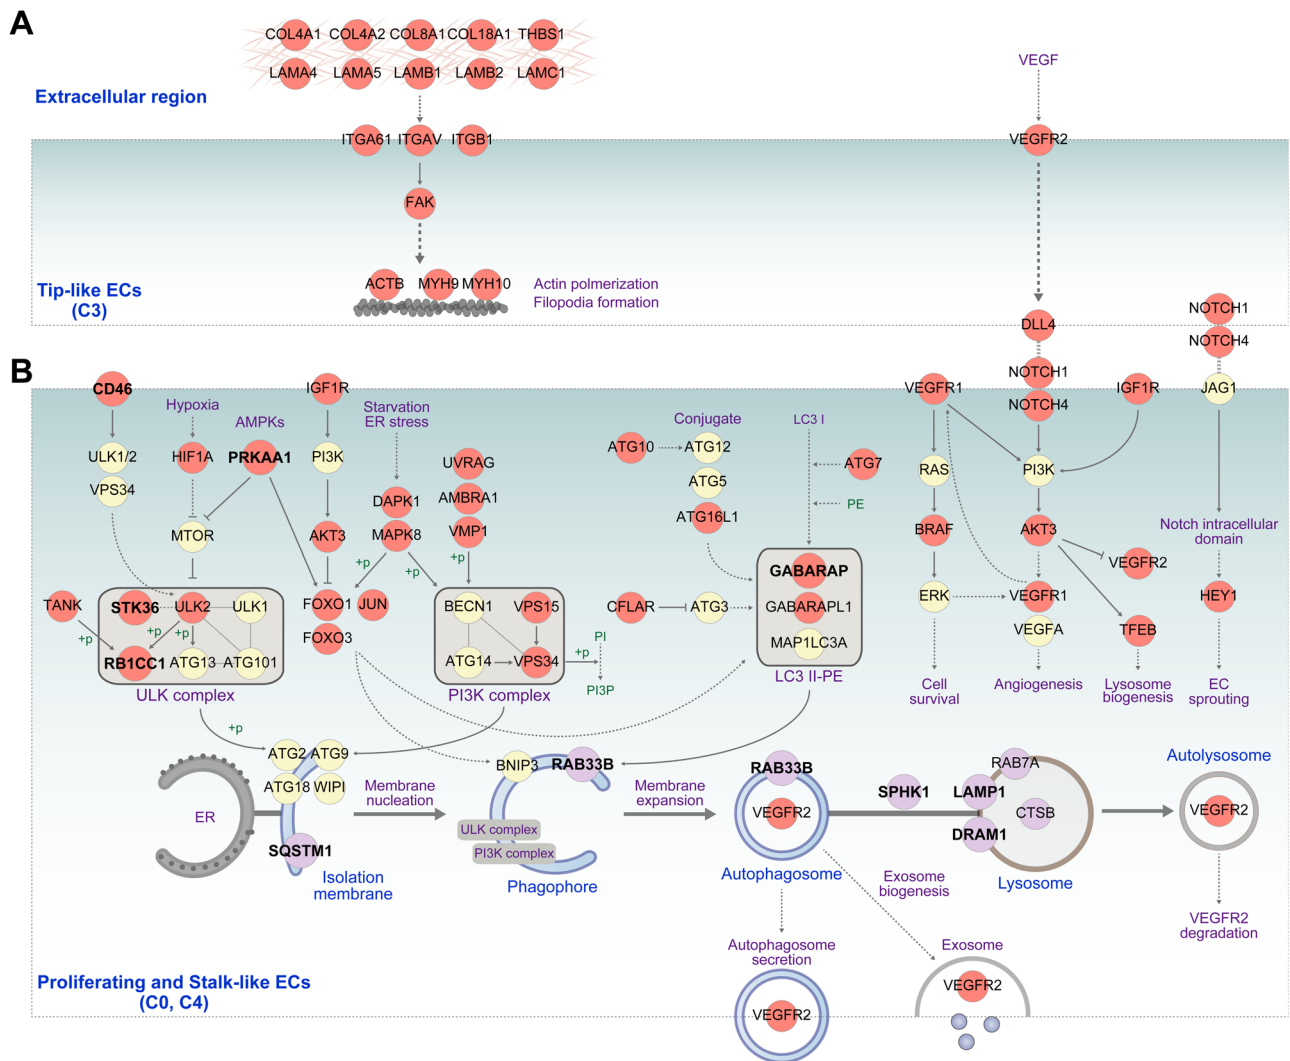 A
COL4A1 COL4A2 COL8A1 COL18A1 THBS1
LAMA4 LAMA5 LAMB1 LAMB2 LAMC1
VEGF
Extracellular region
ITGA61 ITGAV ITGB1
VEGFR2
FAK
ACTB MYH9 MYH10
Actin polmerization
Filopodia formation
Tip-like ECs
(C3)
DLL4
NOTCH1
NOTCH4
B
NOTCH1
NOTCH4
CD46
IGF1R
VEGFR1
IGF1R
JAG1
Hypoxia
AMPKs
Starvation
ER stress
Conjugate
LC3 I
ULK1/2
VPS34
HIF1A
PRKAA1
PI3K
UVRAG
AMBRA1
VMP1
ATG10
ATG12
ATG5
ATG16L1
ATG7
PE
RAS
PI3K
DAPK1
MAPK8
MTOR
AKT3
BRAF
AKT3
VEGFR2
Notch intracellular
domain
+p
+p
+p
GABARAP
GABARAPL1
MAP1LC3A
LC3 II-PE
TANK
+p
STK36
ULK2
ULK1
+p
+p
RB1CC1
ATG13
ATG101
ULK complex
FOXO1
JUN
FOXO3
BECN1
VPS15
ATG14
VPS34
PI3K complex
+p
PI
PI3P
CFLAR
ATG3
ERK
VEGFR1
VEGFA
TFEB
HEY1
Cell
survival
Angiogenesis
Lysosome
biogenesis
EC
sprouting
+p
ER
ATG2
ATG9
ATG18
WIPI
SQSTM1
Isolation
membrane
Membrane
nucleation
BNIP3
RAB33B
ULK complex
PI3K complex
Phagophore
Membrane
expansion
RAB33B
VEGFR2
Autophagosome
SPHK1
RAB7A
LAMP1
CTSB
DRAM1
Lysosome
Autolysosome
VEGFR2
Exosome
biogenesis
VEGFR2
degradation
Autophagosome
secretion
VEGFR2
Exosome
VEGFR2
Proliferating and Stalk-like ECs
(C0, C4)